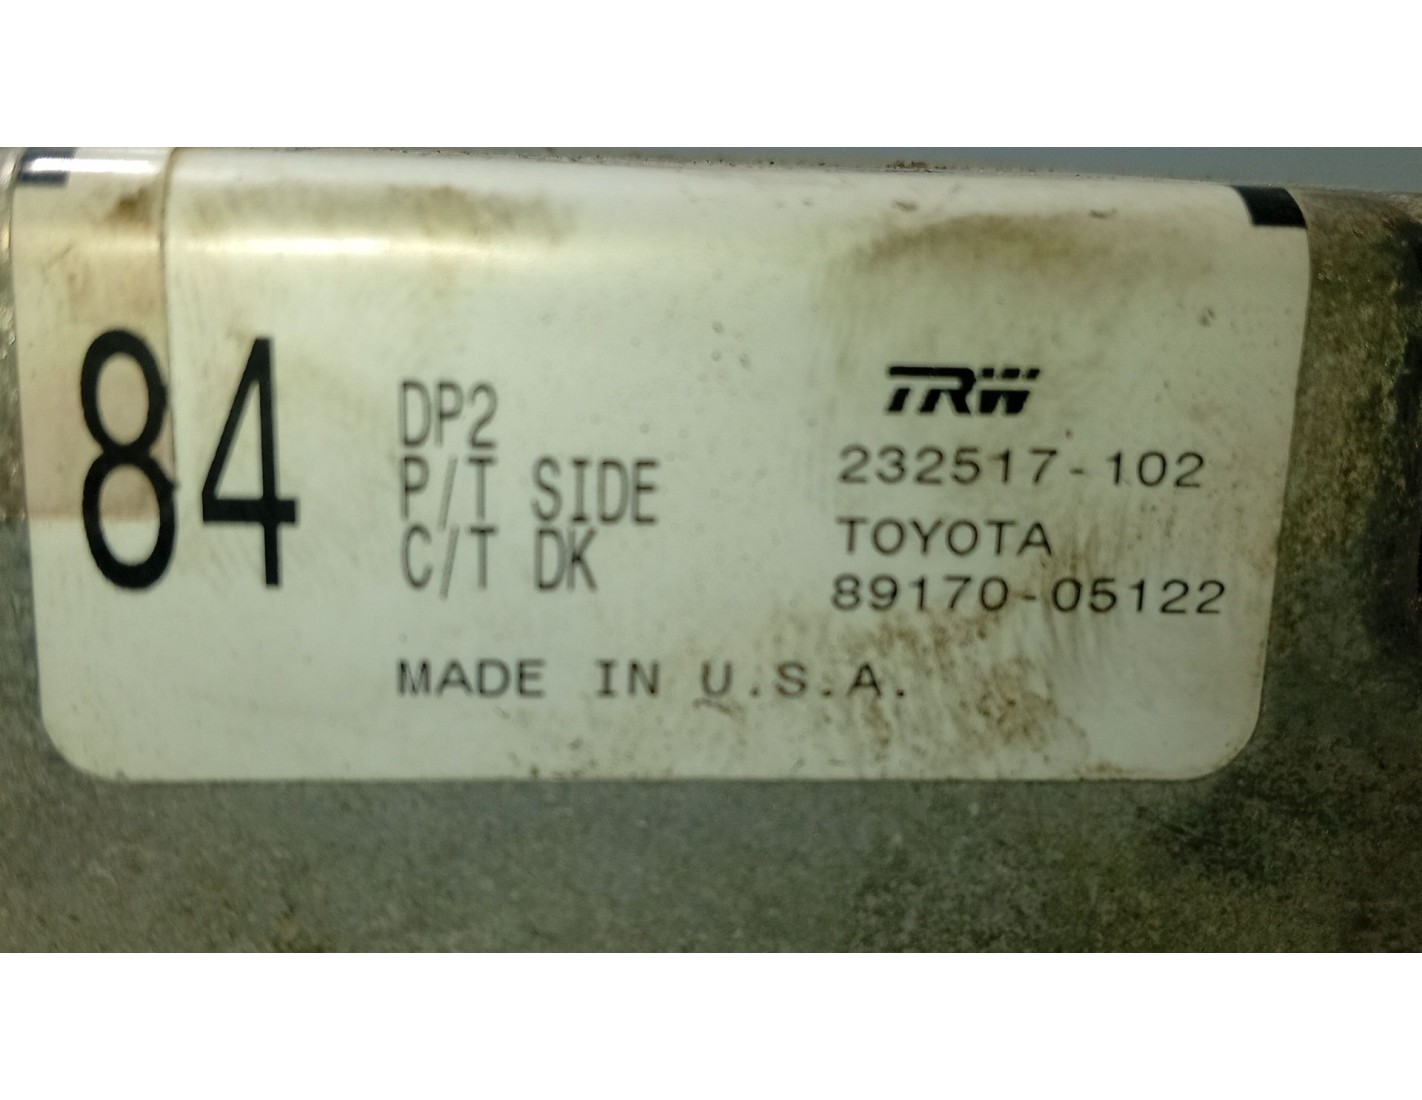 84
DP2
P/T SIDE
C/T DK
MADE IN U.S.A.
TRW
232517-102
TOYOTA
89170-05122